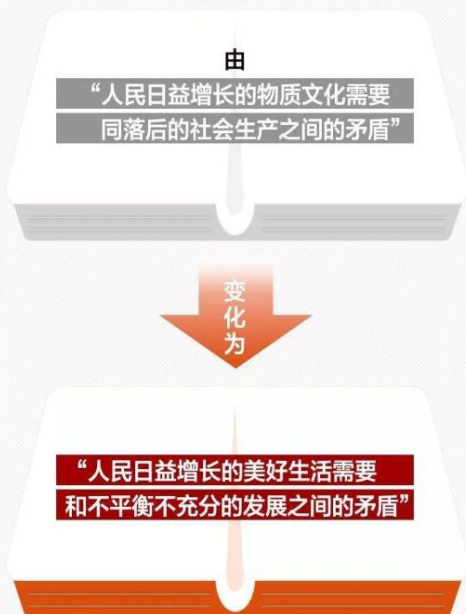 由
“人民日益增长的物质文化需要
同落后的社会生产之间的矛盾”
变化为
“人民日益增长的美好生活需要
和不平衡不充分的发展之间的矛盾”